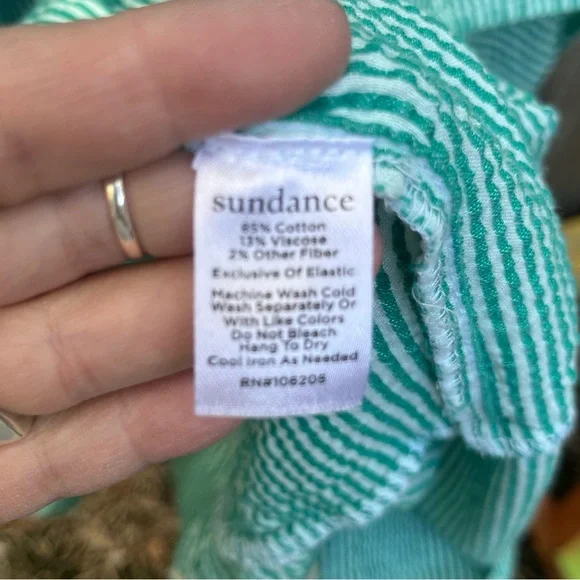 sundance
85% Cotton
13% Viscose
2% Other Fiber
Exclusive Of Elastic
Machine Wash Cold
Wash Separately Or
With Like Colors
Do Not Bleach
Hang To Dry
Cool Iron As Needed
RN#106205